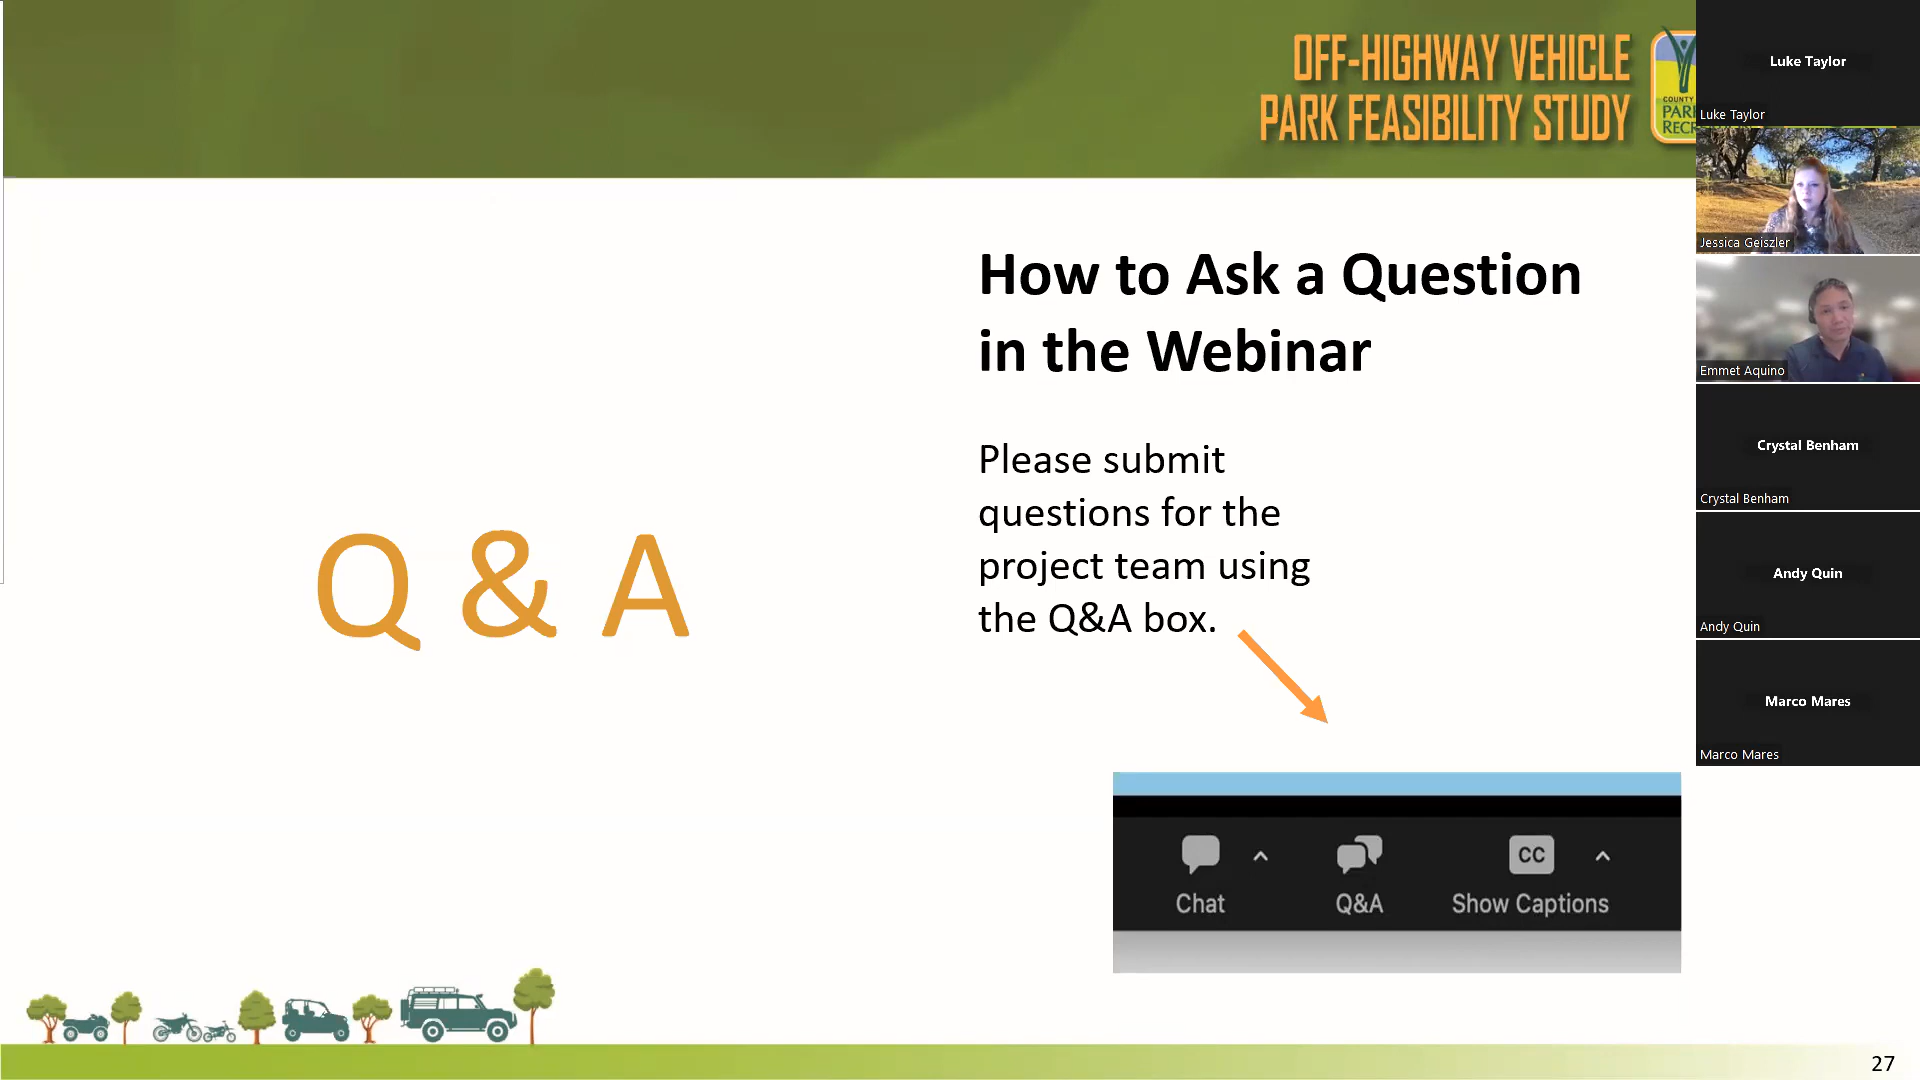 OFF-HIGHWAY VEHICLE
PARK FEASIBILITY STUDY
COUNTY
How to Ask a Question
in the Webinar
Please submit
questions for the
project team using
the Q&A box.
Q & A
Chat
Q&A
CC
Show Captions
27
Luke Taylor
Luke Taylor
Jessica Geiszler
Emmet Aquino
Crystal Benham
Crystal Benham
Andy Quin
Andy Quin
Marco Mares
Marco Mares